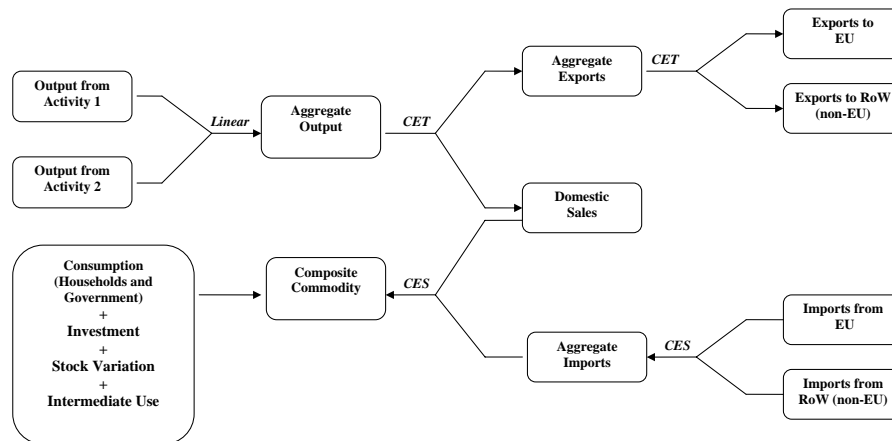 Output from
Activity 1
Output from
Activity 2
Linear
Aggregate
Output
CET
Aggregate
Exports
CET
Exports to
EU
Exports to RoW
(non-EU)
Domestic
Sales
Consumption
(Households and
Government)
+
Investment
+
Stock Variation
+
Intermediate Use
Composite
Commodity
CES
Aggregate
Imports
CES
Imports from
EU
Imports from
RoW (non-EU)